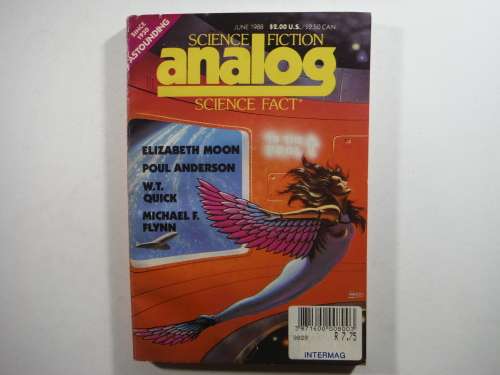 SINCE
1930
ASTOUNDING
JUNE 1988 $2.00 U.S./$2.50 CAN.
SCIENCE FICTION
analog
SCIENCE FACT
ELIZABETH MOON
POUL ANDERSON
W.T.
QUICK
MICHAEL F.
FLYNN
R 7,75
INTERMAG